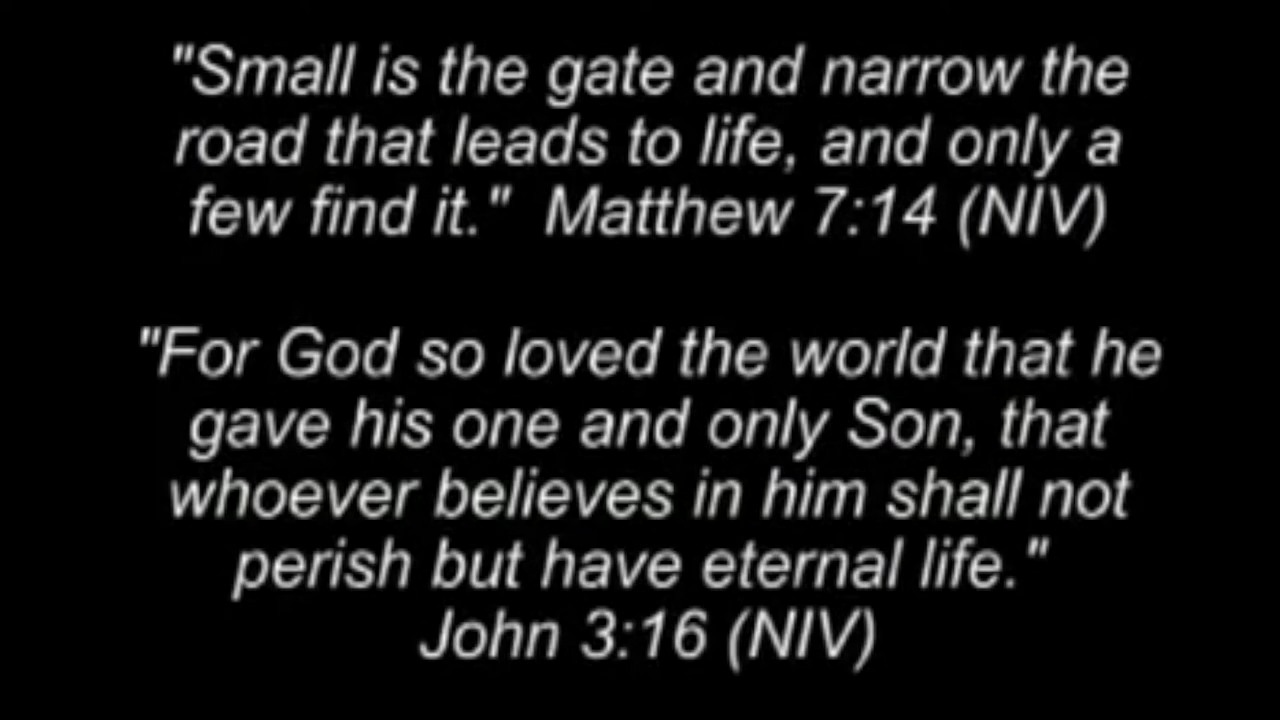 "Small is the gate and narrow the
road that leads to life, and only a
few find it."  Matthew 7:14 (NIV)
"For God so loved the world that he
gave his one and only Son, that
whoever believes in him shall not
perish but have eternal life."
John 3:16 (NIV)